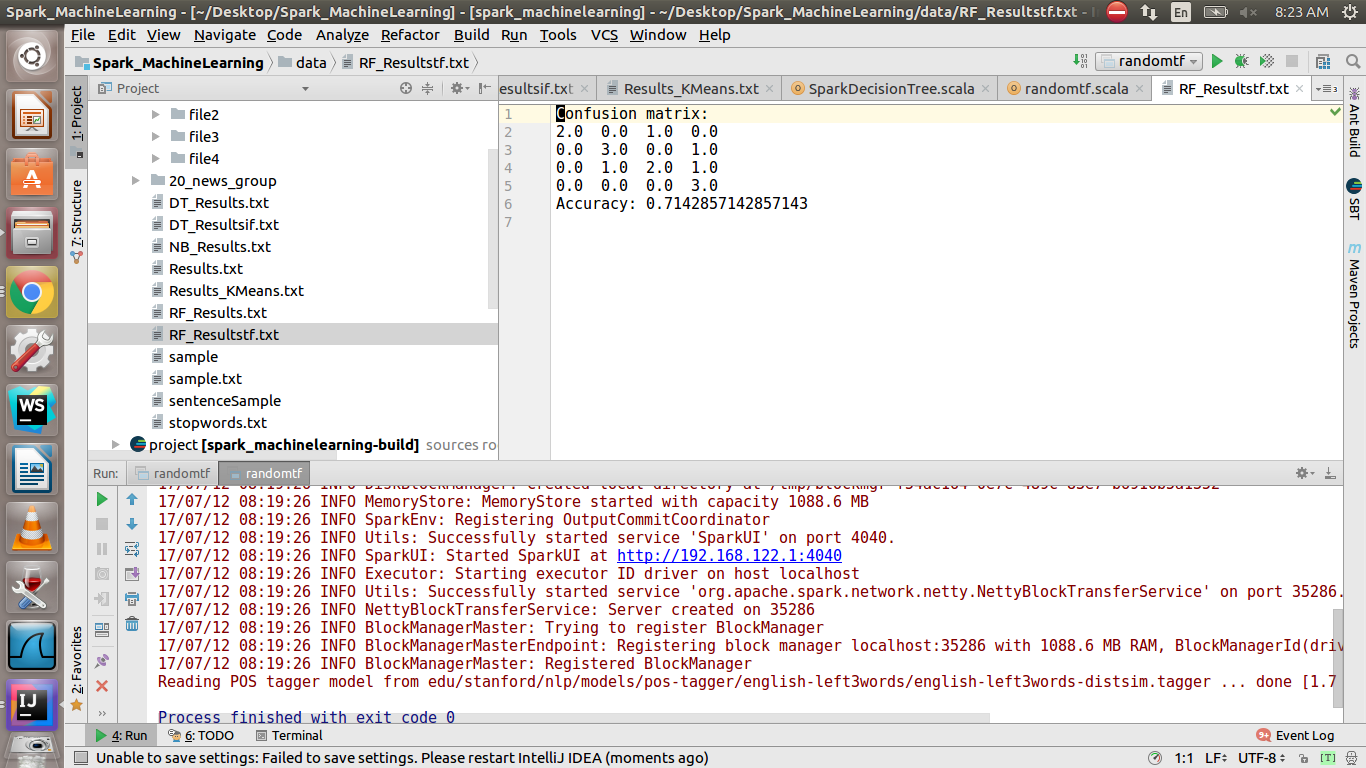 Spark_MachineLearning - [~/Desktop/Spark_MachineLearning] - [spark_machinelearning] - ~/Desktop/Spark_MachineLearning/data/RF_Resultstf.txt - En 8:23 AM
File Edit View Navigate Code Analyze Refactor Build Run Tools VCS Window Help
Spark_MachineLearning data RF_Resultstf.txt randomtf
Project
esultsif.txt Results_KMeans.txt SparkDecisionTree.scala randomtf.scala RF_Resultstf.txt
1: Project
7: Structure
2: Favorites
file2
file3
file4
20_news_group
DT_Results.txt
DT_Resultsif.txt
NB_Results.txt
Results.txt
Results_KMeans.txt
RF_Results.txt
RF_Resultstf.txt
sample
sample.txt
sentenceSample
stopwords.txt
project [spark_machinelearning-build] sources roo
1 Confusion matrix:
2 2.0 0.0 1.0 0.0
3 0.0 3.0 0.0 1.0
4 0.0 1.0 2.0 1.0
5 0.0 0.0 0.0 3.0
6 Accuracy: 0.7142857142857143
7
Ant Build
SBT
Maven Projects
Run: randomtf randomtf
17/07/12 08:19:26 INFO MemoryStore: MemoryStore started with capacity 1088.6 MB
17/07/12 08:19:26 INFO SparkEnv: Registering OutputCommitCoordinator
17/07/12 08:19:26 INFO Utils: Successfully started service 'SparkUI' on port 4040.
17/07/12 08:19:26 INFO SparkUI: Started SparkUI at http://192.168.122.1:4040
17/07/12 08:19:26 INFO Executor: Starting executor ID driver on host localhost
17/07/12 08:19:26 INFO Utils: Successfully started service 'org.apache.spark.network.netty.NettyBlockTransferService' on port 35286.
17/07/12 08:19:26 INFO NettyBlockTransferService: Server created on 35286
17/07/12 08:19:26 INFO BlockManagerMaster: Trying to register BlockManager
17/07/12 08:19:26 INFO BlockManagerMasterEndpoint: Registering block manager localhost:35286 with 1088.6 MB RAM, BlockManagerId(driv
17/07/12 08:19:26 INFO BlockManagerMaster: Registered BlockManager
Reading POS tagger model from edu/stanford/nlp/models/pos-tagger/english-left3words/english-left3words-distsim.tagger ... done [1.7
Process finished with exit code 0
4: Run 6: TODO Terminal 9+ Event Log
Unable to save settings: Failed to save settings. Please restart IntelliJ IDEA (moments ago) 1:1 LF UTF-8 [T]
WS
IJ